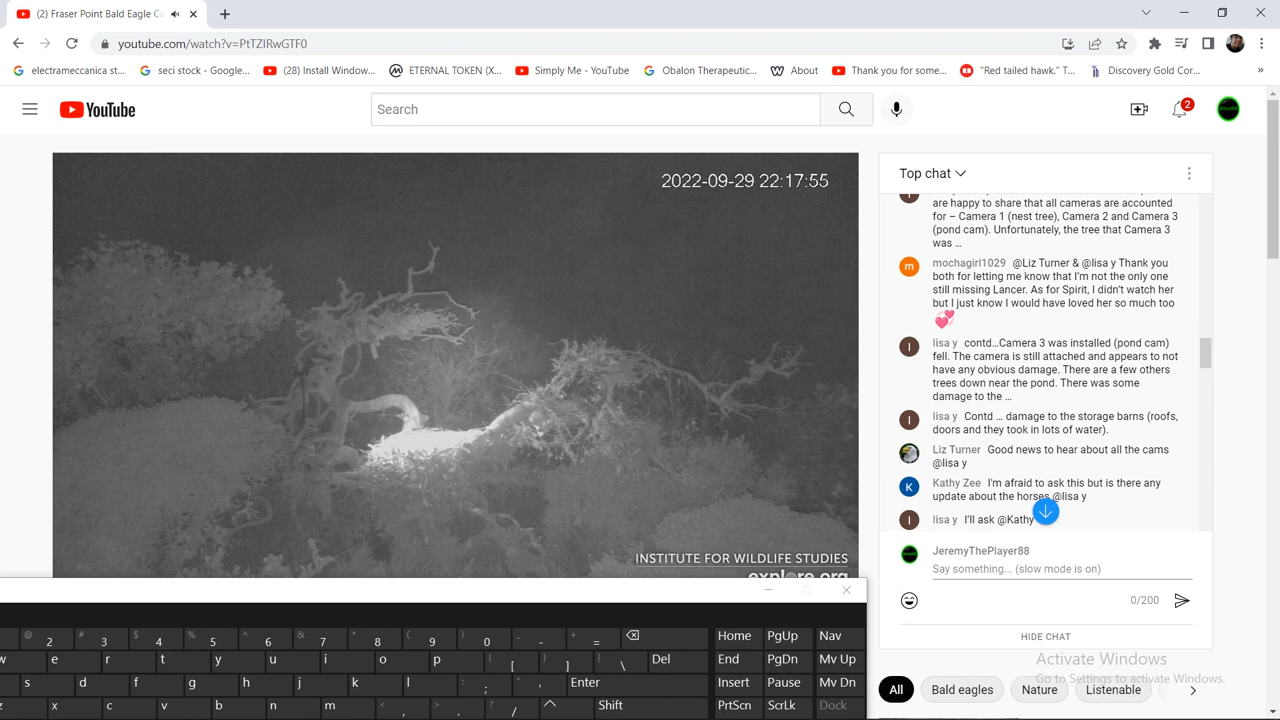 (2) Fraser Point Bald Eagle Ca
youtube.com/watch?v=PtTZIRwGTF0
electrameccanica st...
seci stock - Google...
(28) Install Window...
ETERNAL TOKEN (X...
Simply Me - YouTube
Obalon Therapeutic...
About
Thank you for some...
"Red tailed hawk." T...
Discovery Gold Cor...
»
YouTube
Search
2
2022-09-29 22:17:55
INSTITUTE FOR WILDLIFE STUDIES
explore.org
Top chat
are happy to share that all cameras are accounted
for – Camera 1 (nest tree), Camera 2 and Camera 3
(pond cam). Unfortunately, the tree that Camera 3
was ...
m
mochagirl1029 @Liz Turner & @lisa y Thank you
both for letting me know that I'm not the only one
still missing Lancer. As for Spirit, I didn't watch her
but I just know I would have loved her so much too
l
lisa y contd…Camera 3 was installed (pond cam)
fell. The camera is still attached and appears to not
have any obvious damage. There are a few others
trees down near the pond. There was some
damage to the ...
l
lisa y Contd ... damage to the storage barns (roofs,
doors and they took in lots of water).
Liz Turner Good news to hear about all the cams
@lisa y
K
Kathy Zee I'm afraid to ask this but is there any
update about the horses @lisa y
l
lisa y I'll ask @Kathy
JeremyThePlayer88
Say something... (slow mode is on)
0/200
HIDE CHAT
Activate Windows
Go to Settings to activate Windows.
All
Bald eagles
Nature
Listenable
@ 2 # 3 $ 4 % 5 ^ 6 & 7 * 8 ( 9 ) 0 _ - + = Home PgUp Nav
w e r t y u i o p { [ } ] | \ Del End PgDn Mv Up
s d f g h j k l : ; " , Enter Insert Pause Mv Dn
z x c v b n m < , > . ? / Shift PrtScn ScrLk Dock